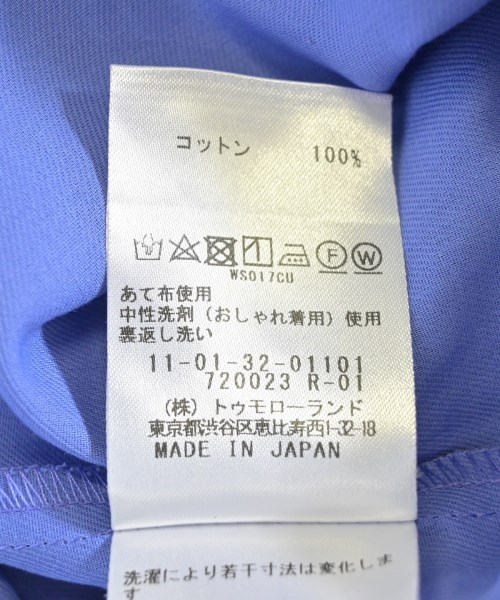 コットン 100%
F W
WS017CU
あて布使用
中性洗剤（おしゃれ着用）使用
裏返し洗い
11-01-32-01101
720023 R-01
（株）トゥモローランド
東京都渋谷区恵比寿西1-32-18
MADE IN JAPAN
洗濯により若干寸法は変化しま
す